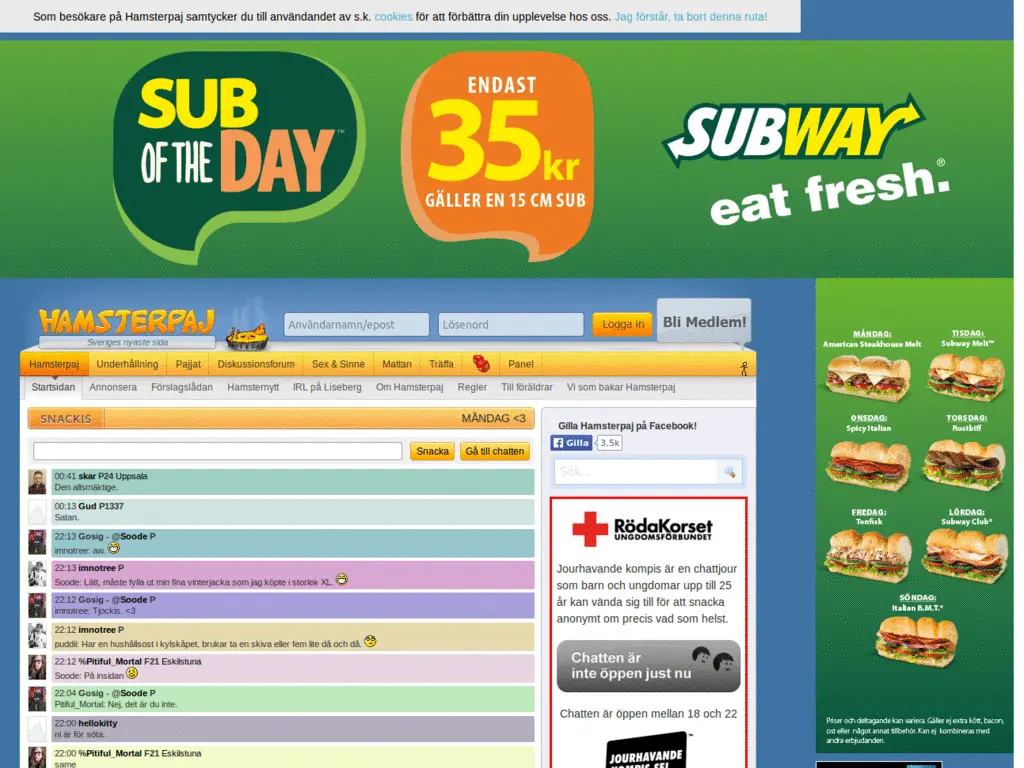 Som besökare på Hamsterpaj samtycker du till användandet av s.k. cookies för att förbättra din upplevelse hos oss. Jag förstår, ta bort denna ruta!
SUB
OF THE DAY™
ENDAST
35kr
GÄLLER EN 15 CM SUB
SUBWAY
eat fresh.®
HAMSTERPAJ
Sveriges nyaste sida
Användarnamn/epost
Lösenord
Logga in
Bli Medlem!
Hamsterpaj Underhållning Pajjat Diskussionsforum Sex & Sinne Mattan Träffa Panel
Startsidan Annonsera Förslagslådan Hamsternytt IRL på Liseberg Om Hamsterpaj Regler Till föräldrar Vi som bakar Hamsterpaj
SNACKIS MÅNDAG <3
Snacka Gå till chatten
00:41 skar P24 Uppsala
Den allsmäktige.
00:13 Gud P1337
Satan.
22:13 Gosig - @Soode P
imnotree: aw.
22:13 imnotree P
Soode: Lätt, måste fylla ut min fina vinterjacka som jag köpte i storlek XL.
22:12 Gosig - @Soode P
imnotree: Tjockis. <3
22:12 imnotree P
puddii: Har en hushållsost i kylskåpet, brukar ta en skiva eller fem lite då och då.
22:12 %Pitiful_Mortal F21 Eskilstuna
Soode: På insidan
22:04 Gosig - @Soode P
Pitiful_Mortal: Nej, det är du inte.
22:00 hellokitty
ni är för söta.
22:00 %Pitiful_Mortal F21 Eskilstuna
same
Gilla Hamsterpaj på Facebook!
Gilla 3,5k
Sök...
RödaKorset
UNGDOMSFÖRBUNDET
Jourhavande kompis är en chattjour
som barn och ungdomar upp till 25
år kan vända sig till för att snacka
anonymt om precis vad som helst.
Chatten är
inte öppen just nu
Chatten är öppen mellan 18 och 22
JOURHAVANDE
MÅNDAG:
American Steakhouse Melt
TISDAG:
Subway Melt™
ONSDAG:
Spicy Italian
TORSDAG:
Rostbiff
FREDAG:
Tonfisk
LÖRDAG:
Subway Club®
SÖNDAG:
Italian B.M.T.®
Priser och deltagande kan variera. Gäller ej extra kött, bacon,
ost eller något annat tillbehör. Kan ej kombineras med
andra erbjudanden.